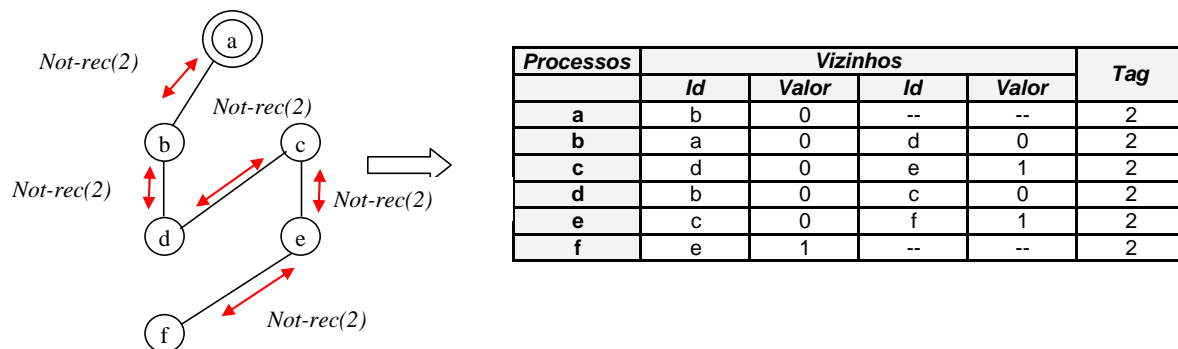 a
Not-rec(2)
Not-rec(2)
b
c
Not-rec(2)
Not-rec(2)
d
e
Not-rec(2)
f
Processos Vizinhos Tag
Id Valor Id Valor
a b 0 -- -- 2
b a 0 d 0 2
c d 0 e 1 2
d b 0 c 0 2
e c 0 f 1 2
f e 1 -- -- 2